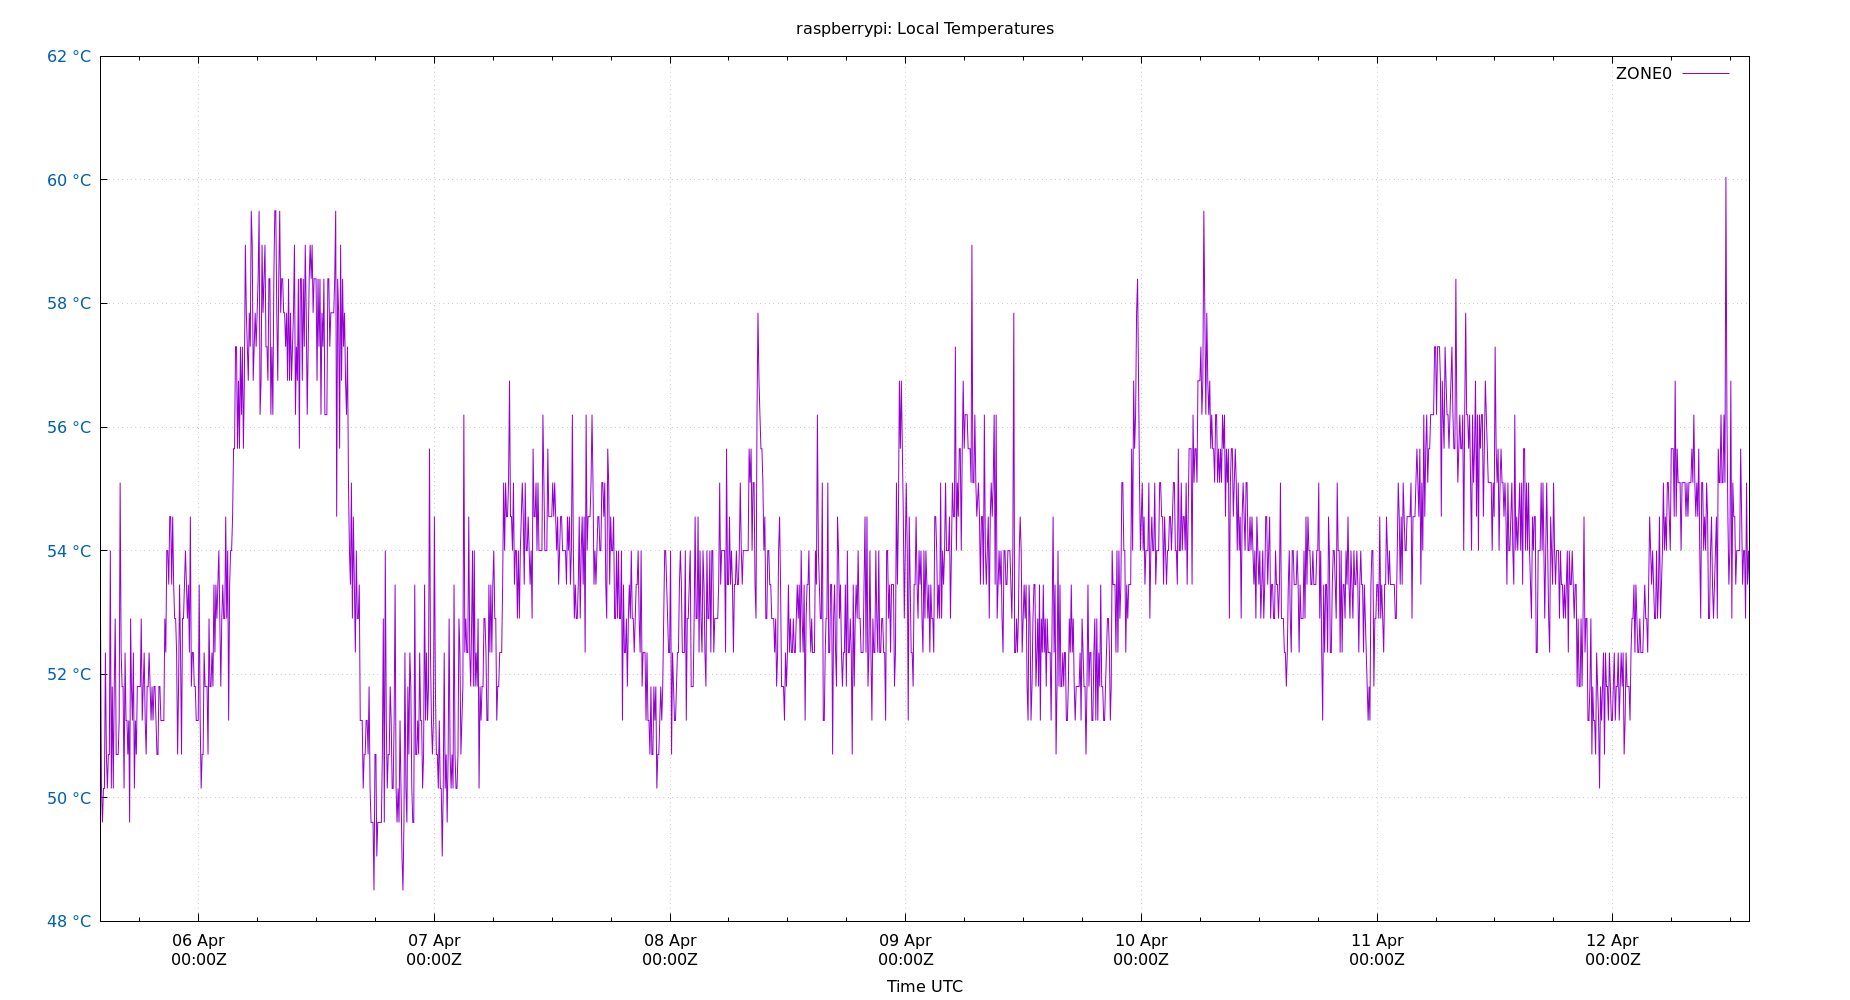 raspberrypi: Local Temperatures
62 °C
ZONE0
60 °C
58 °C
56 °C
54 °C
52 °C
50 °C
48 °C
06 Apr 07 Apr 08 Apr 09 Apr 10 Apr 11 Apr 12 Apr
00:00Z 00:00Z 00:00Z 00:00Z 00:00Z 00:00Z 00:00Z
Time UTC